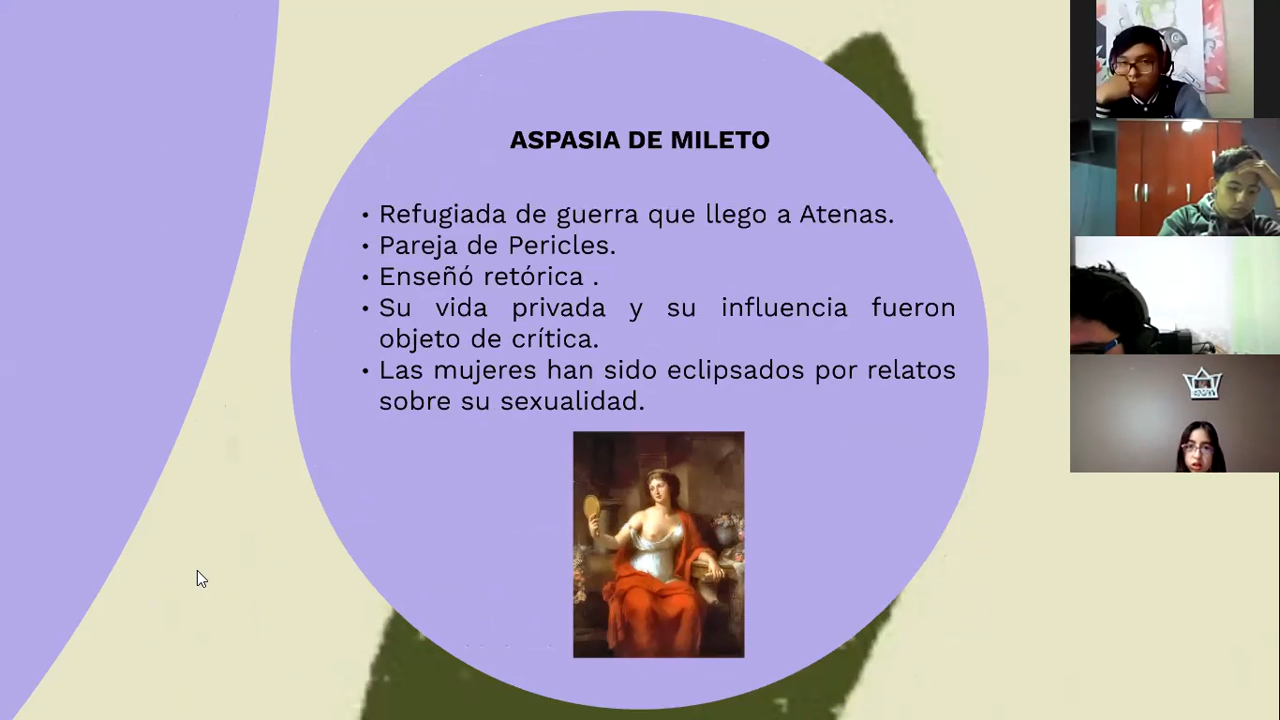 ASPASIA DE MILETO
• Refugiada de guerra que llego a Atenas.
• Pareja de Pericles.
• Enseñó retórica .
• Su vida privada y su influencia fueron
objeto de crítica.
• Las mujeres han sido eclipsados por relatos
sobre su sexualidad.